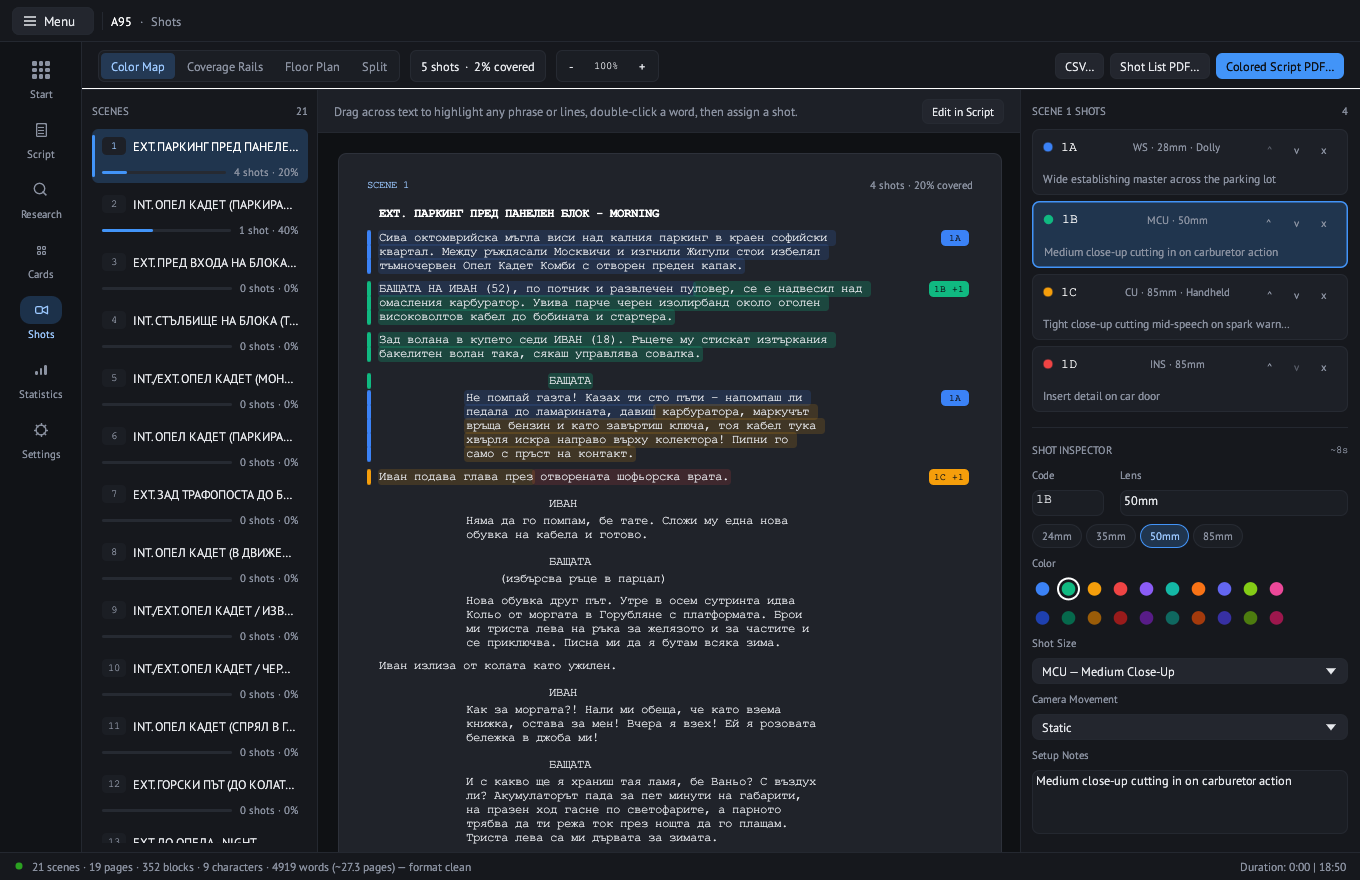 Menu
A95 · Shots
Start
Script
Research
Cards
Shots
Statistics
Settings
Color Map
Coverage Rails
Floor Plan
Split
5 shots · 2% covered
- 100% +
CSV...
Shot List PDF...
Colored Script PDF...
SCENES 21
1 EXT. ПАРКИНГ ПРЕД ПАНЕЛЕ...
4 shots · 20%
2 INT. ОПЕЛ КАДЕТ (ПАРКИРА...
1 shot · 40%
3 EXT. ПРЕД ВХОДА НА БЛОКА...
0 shots · 0%
4 INT. СТЪЛБИЩЕ НА БЛОКА (Т...
0 shots · 0%
5 INT./EXT. ОПЕЛ КАДЕТ (МОН...
0 shots · 0%
6 INT. ОПЕЛ КАДЕТ (ПАРКИРА...
0 shots · 0%
7 EXT. ЗАД ТРАФОПОСТА ДО Б...
0 shots · 0%
8 INT. ОПЕЛ КАДЕТ (В ДВИЖЕ...
0 shots · 0%
9 INT./EXT. ОПЕЛ КАДЕТ / ИЗВ...
0 shots · 0%
10 INT./EXT. ОПЕЛ КАДЕТ / ЧЕР...
0 shots · 0%
11 INT. ОПЕЛ КАДЕТ (СПРЯЛ В Г...
0 shots · 0%
12 EXT. ГОРСКИ ПЪТ (ДО КОЛАТ...
0 shots · 0%
Drag across text to highlight any phrase or lines, double-click a word, then assign a shot.
Edit in Script
SCENE 1
4 shots · 20% covered
EXT. ПАРКИНГ ПРЕД ПАНЕЛЕН БЛОК - MORNING
Сива октомврийска мъгла виси над калния паркинг в краен софийски
квартал. Между ръждясали Москвичи и изгнили Жигули стои избелял
тъмночервен Опел Кадет Комби с отворен преден капак.
1A
БАЩАТА НА ИВАН (52), по потник и развлечен пуловер, се е надвесил над
омасления карбуратор. Увива парче черен изолирбанд около оголен
високоволтов кабел до бобината и стартера.
1B +1
Зад волана в купето седи ИВАН (18). Ръцете му стискат изтъркания
бакелитен волан така, сякаш управлява совалка.
БАЩАТА
Не помпай газта! Казах ти сто пъти – напомпаш ли
педала до ламарината, давиш карбуратора, маркучът
връща бензин и като завъртиш ключа, тоя кабел тука
хвърля искра направо върху колектора! Пипни го
само с пръст на контакт.
1A
Иван подава глава през отворената шофьорска врата.
1C +1
ИВАН
Няма да го помпам, бе тате. Сложи му една нова
обувка на кабела и готово.
БАЩАТА
(избърсва ръце в парцал)
Нова обувка друг път. Утре в осем сутринта идва
Кольо от моргата в Горубляне с платформата. Брои
ми триста лева на ръка за желязото и за частите и
се приключва. Писна ми да я бутам всяка зима.
Иван излиза от колата като ужилен.
ИВАН
Как за моргата?! Нали ми обеща, че като взема
книжка, остава за мен! Вчера я взех! Ей я розовата
бележка в джоба ми!
БАЩАТА
И с какво ще я храниш тая ламя, бе Ваньо? С въздух
ли? Акумулаторът пада за пет минути на габарити,
на празен ход гасне по светофарите, а парното
трябва да ти режа ток през нощта да го плащам.
Триста лева са ми дървата за зимата.
SCENE 1 SHOTS 4
1A WS · 28mm · Dolly ^ v x
Wide establishing master across the parking lot
1B MCU · 50mm ^ v x
Medium close-up cutting in on carburetor action
1C CU · 85mm · Handheld ^ v x
Tight close-up cutting mid-speech on spark warn...
1D INS · 85mm ^ v x
Insert detail on car door
SHOT INSPECTOR ~8s
Code Lens
1B 50mm
24mm 35mm 50mm 85mm
Color
Shot Size
MCU — Medium Close-Up
Camera Movement
Static
Setup Notes
Medium close-up cutting in on carburetor action
21 scenes · 19 pages · 352 blocks · 9 characters · 4919 words (~27.3 pages) — format clean
Duration: 0:00 | 18:50